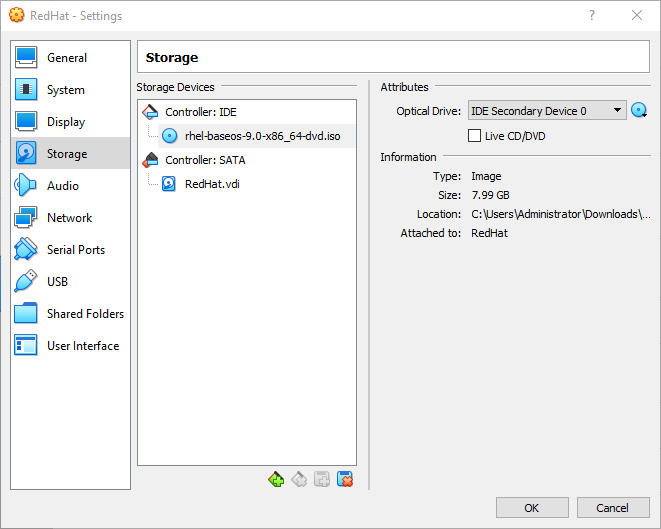 RedHat - Settings
?
General
System
Display
Storage
Audio
Network
Serial Ports
USB
Shared Folders
User Interface
Storage
Storage Devices
Controller: IDE
rhel-baseos-9.0-x86_64-dvd.iso
Controller: SATA
RedHat.vdi
Attributes
Optical Drive: IDE Secondary Device 0
Live CD/DVD
Information
Type: Image
Size: 7.99 GB
Location: C:\Users\Administrator\Downloads\...
Attached to: RedHat
OK
Cancel